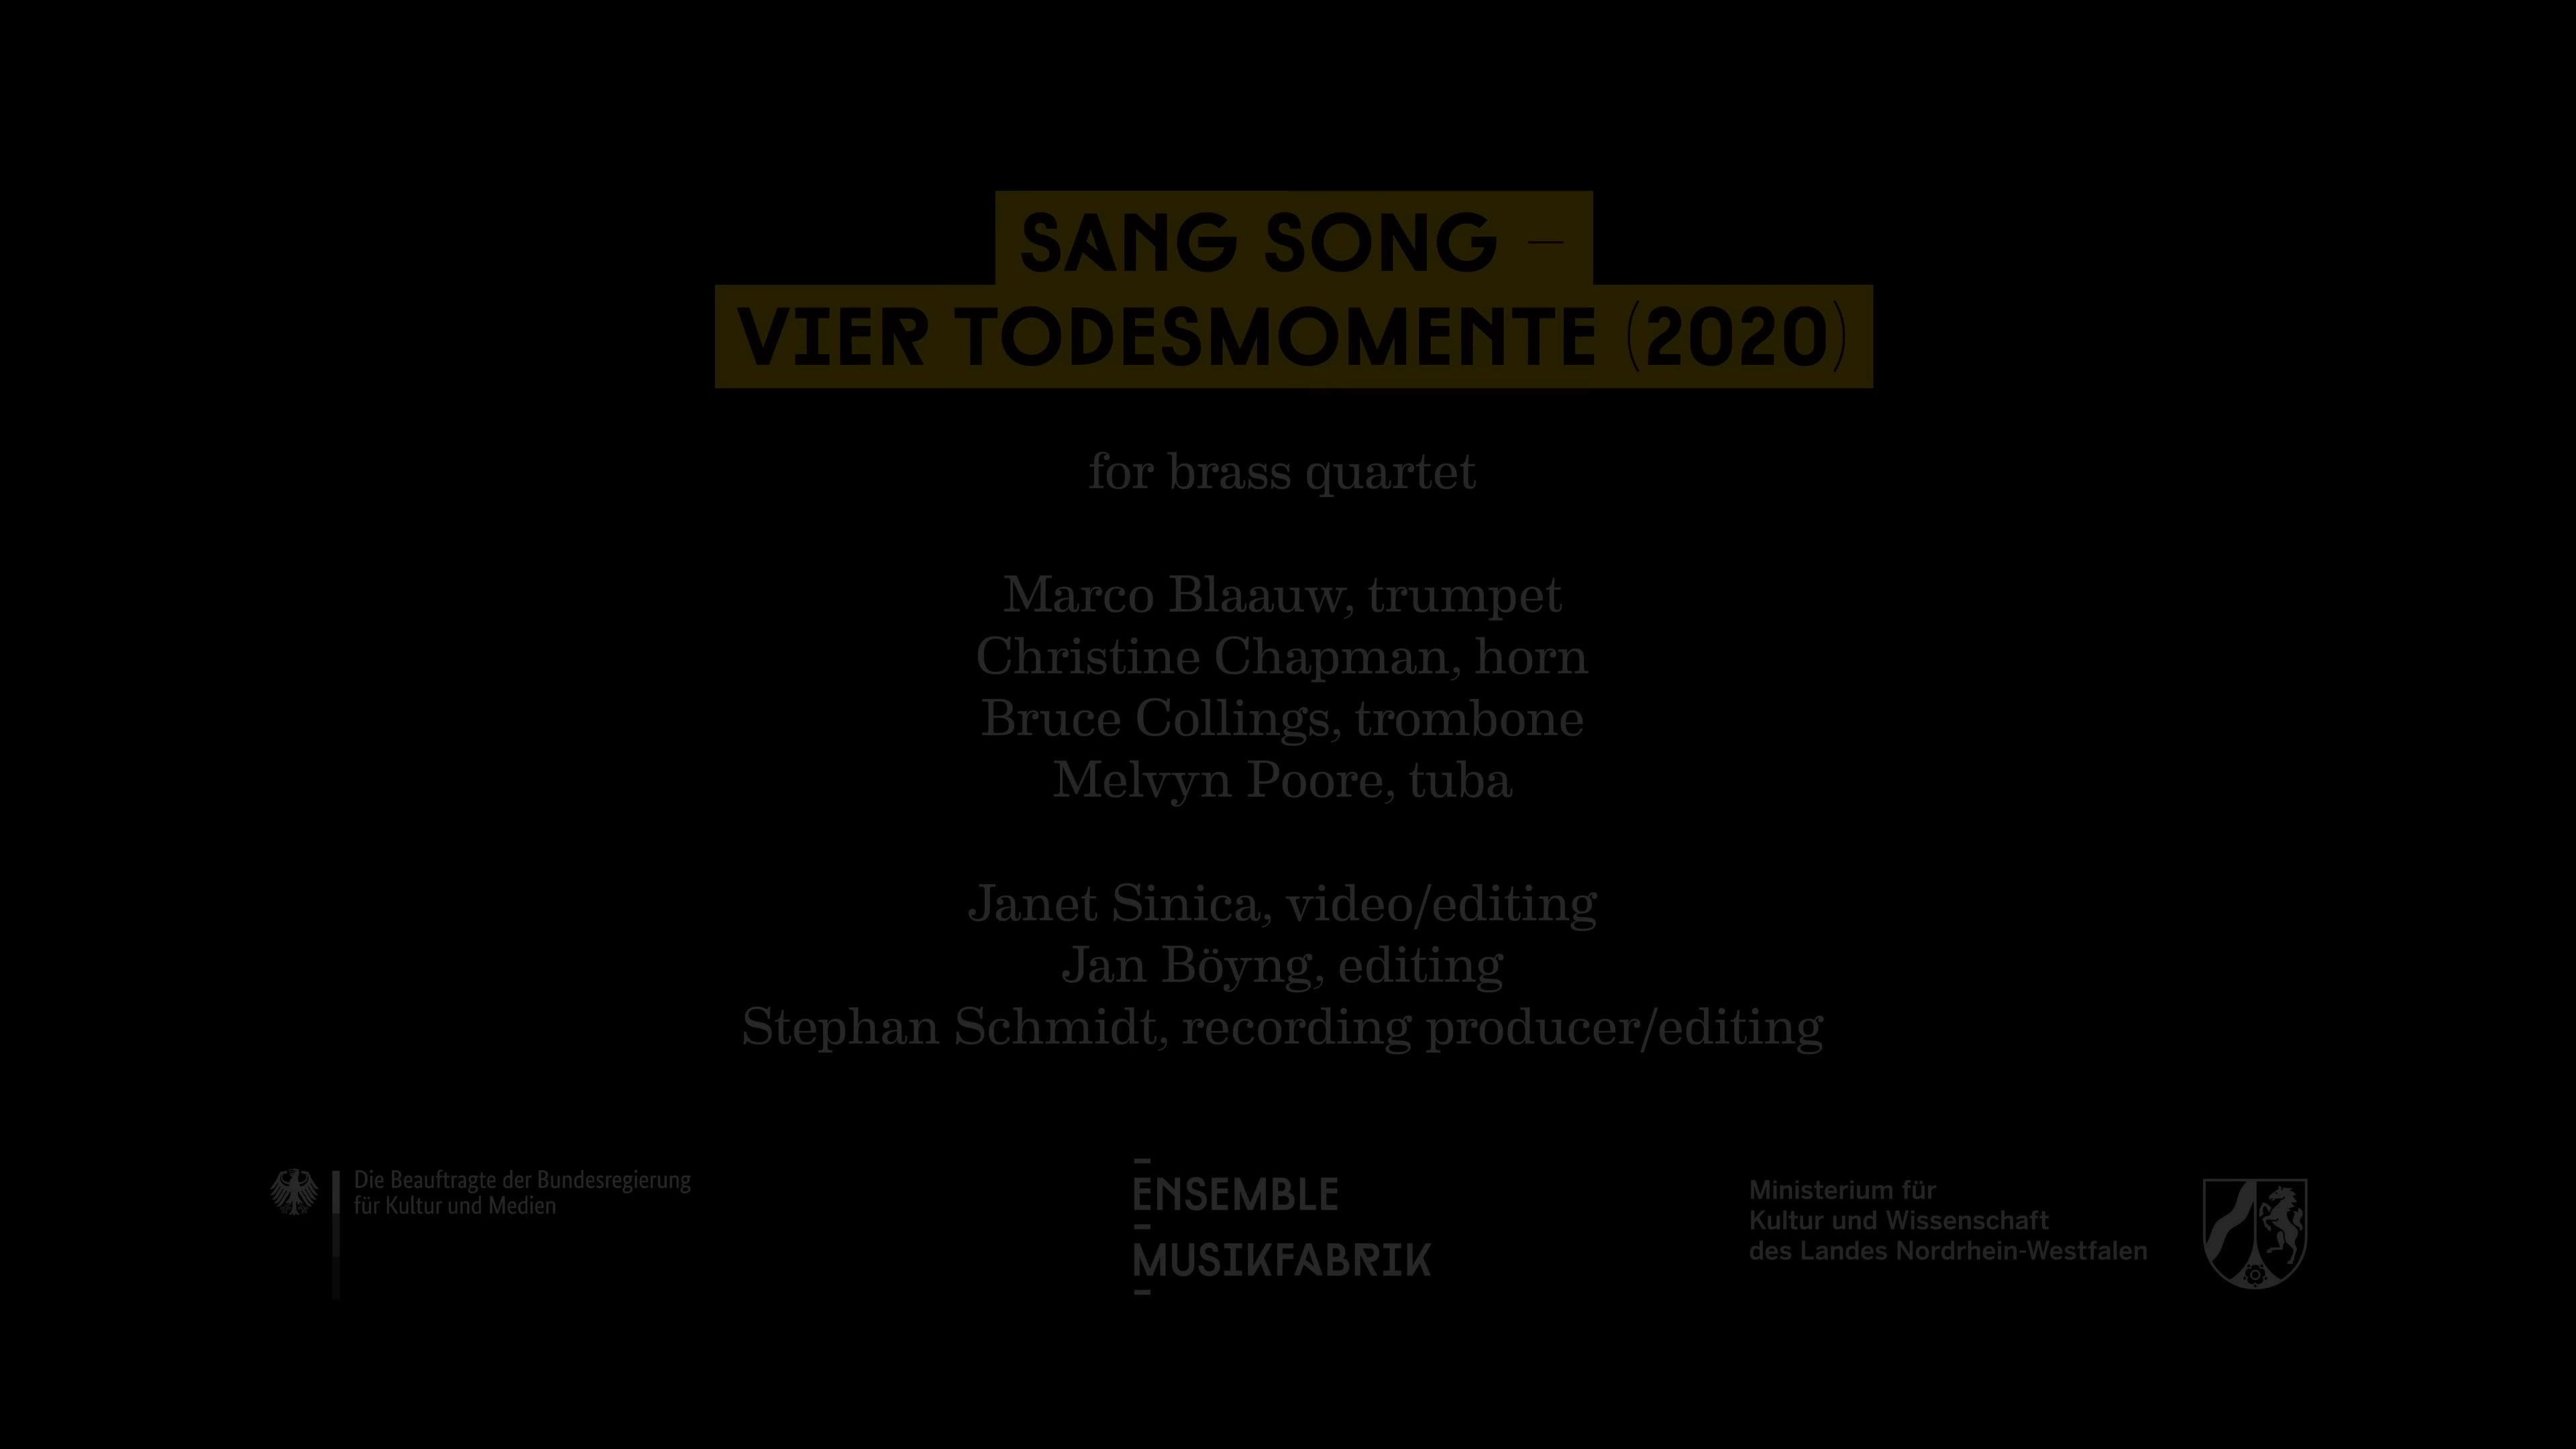 SANG SONG –
VIER TODESMOMENTE (2020)
for brass quartet
Marco Blaauw, trumpet
Christine Chapman, horn
Bruce Collings, trombone
Melvyn Poore, tuba
Janet Sinica, video/editing
Jan Böyng, editing
Stephan Schmidt, recording producer/editing
Die Beauftragte der Bundesregierung
für Kultur und Medien
ENSEMBLE
MUSIKFABRIK
Ministerium für
Kultur und Wissenschaft
des Landes Nordrhein-Westfalen